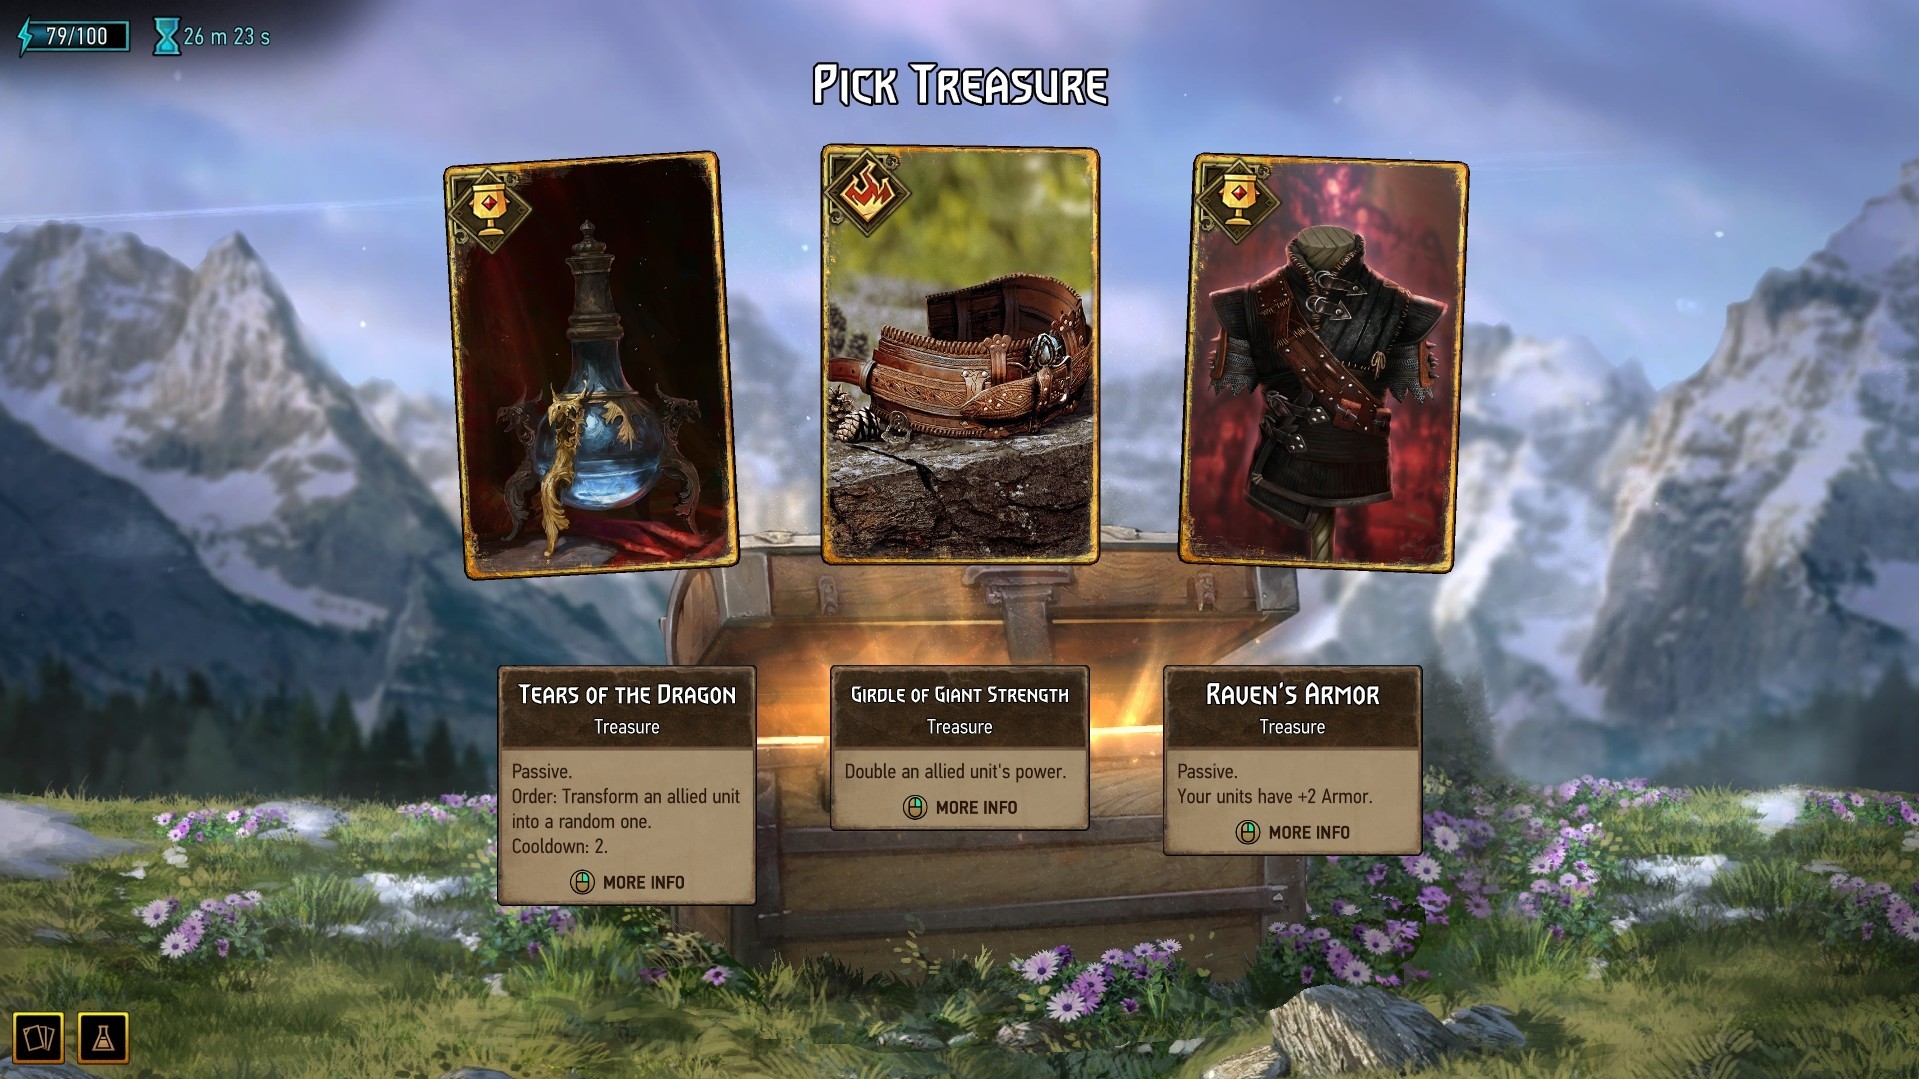 79/100
26 m 23 s
PICK TREASURE
TEARS OF THE DRAGON
Treasure
Passive.
Order: Transform an allied unit
into a random one.
Cooldown: 2.
MORE INFO
GIRDLE OF GIANT STRENGTH
Treasure
Double an allied unit's power.
MORE INFO
RAVEN'S ARMOR
Treasure
Passive.
Your units have +2 Armor.
MORE INFO